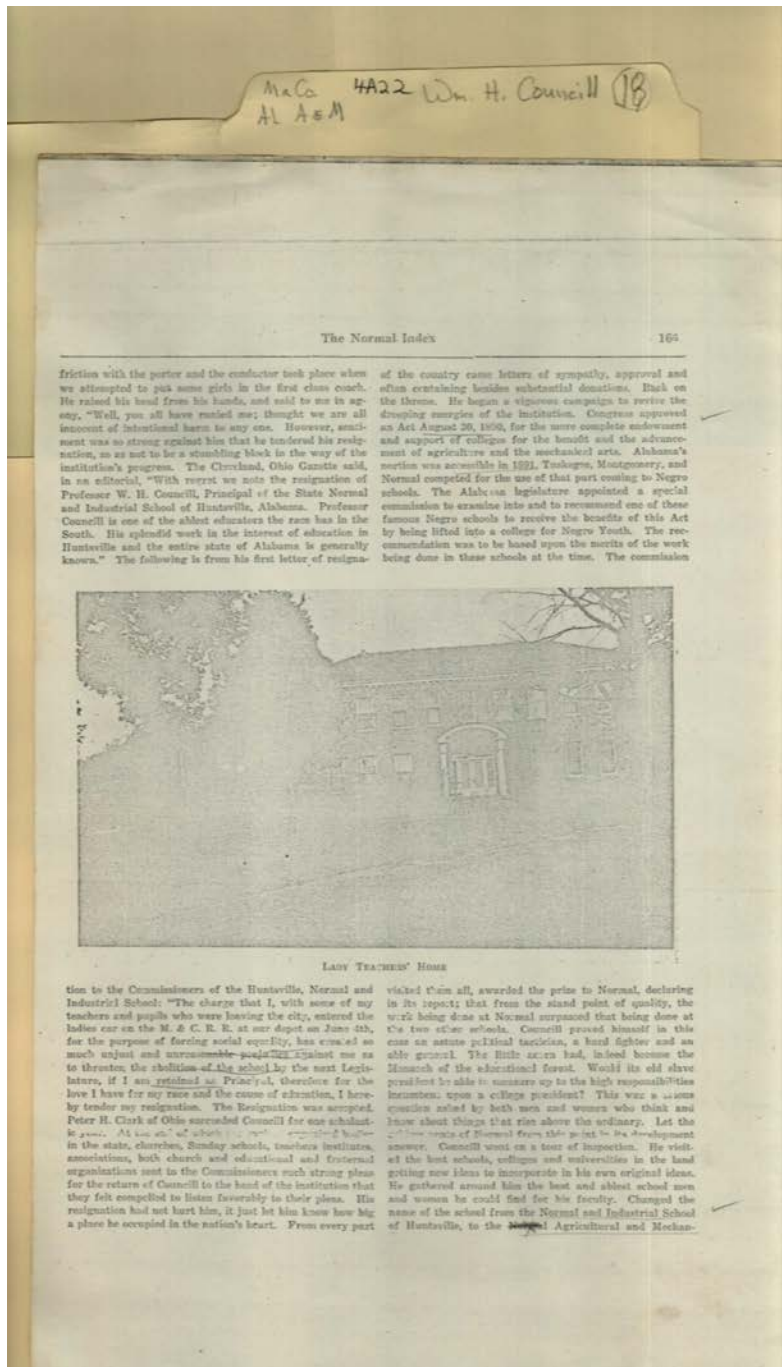 MaCo 4A22 Wm. H. Councill 18
AL A&M
The Normal Index
friction with the porter and the conductor took place when
we attempted to put some girls in the first class coach.
He raised his head from his hands, and said to me in ag-
ony, "Well, you all have ruined me; thought we are all
innocent of intentional harm to any one. However, senti-
ment was so strong against him that he tendered his resig-
nation, so as not to be a stumbling block in the way of the
institution's progress. The Cleveland, Ohio Gazette said,
in an editorial, "With regret we note the resignation of
Professor W. H. Councill, Principal of the State Normal
and Industrial School of Huntsville, Alabama. Professor
Councill is one of the ablest educators the race has in the
South. His splendid work in the interest of education in
Huntsville and the entire state of Alabama is generally
known." The following is from his first letter of resigna-
of the country came letters of sympathy, approval and
often containing besides substantial donations. Back on
the throne. He began a vigorous campaign to revive the
drooping energies of the institution. Congress approved
an Act August 30, 1890, for the more complete endowment
and support of colleges for the benefit and the advance-
ment of agriculture and the mechanical arts. Alabama's
portion was accessible in 1891. Tuskegee, Montgomery, and
Normal competed for the use of that part coming to Negro
schools. The Alabama legislature appointed a special
commission to examine into and to recommend one of these
famous Negro schools to receive the benefits of this Act
by being lifted into a college for Negro Youth. The rec-
ommendation was to be based upon the merits of the work
being done in these schools at the time. The commission
LADY TEACHERS' HOME
tion to the Commissioners of the Huntsville, Normal and
Industrial School: "The charge that I, with some of my
teachers and pupils who were leaving the city, entered the
ladies car on the M. & C. R. R. at our depot on June 4th,
for the purpose of forcing social equality, has created so
much unjust and unreasonable prejudice against me as
to threaten the abolition of the school by the next Legis-
lature, if I am retained as Principal, therefore for the
love I have for my race and the cause of education, I here-
by tender my resignation. The Resignation was accepted.
Peter H. Clark of Ohio succeeded Councill for one scholast-
ic year. At the end of which
in the state, churches, Sunday schools, teachers institutes,
associations, both church and educational and fraternal
organizations sent to the Commissioners such strong pleas
for the return of Councill to the head of the institution that
they felt compelled to listen favorably to their pleas. His
resignation had not hurt him, it just let him know how big
a place he occupied in the nation's heart. From every part
visited them all, awarded the prize to Normal, declaring
in its report; that from the stand point of quality, the
work being done at Normal surpassed that being done at
the two other schools. Councill proved himself in this
case an astute political tactician, a hard fighter and an
able general. The little acorn had, indeed become the
Monarch of the educational forest. Would its old slave
president be able to measure up to the high responsibilities
incumbent upon a college president? This was a
question asked by both men and women who think and
know about things that rise above the ordinary. Let the
of Normal from this point in its development
answer. Councill went on a tour of inspection. He visit-
ed the best schools, colleges and universities in the land
getting new ideas to incorporate in his own original ideas.
He gathered around him the best and ablest school men
and women he could find for his faculty. Changed the
name of the school from the Normal and Industrial School
of Huntsville, to the Agricultural and Mechan-